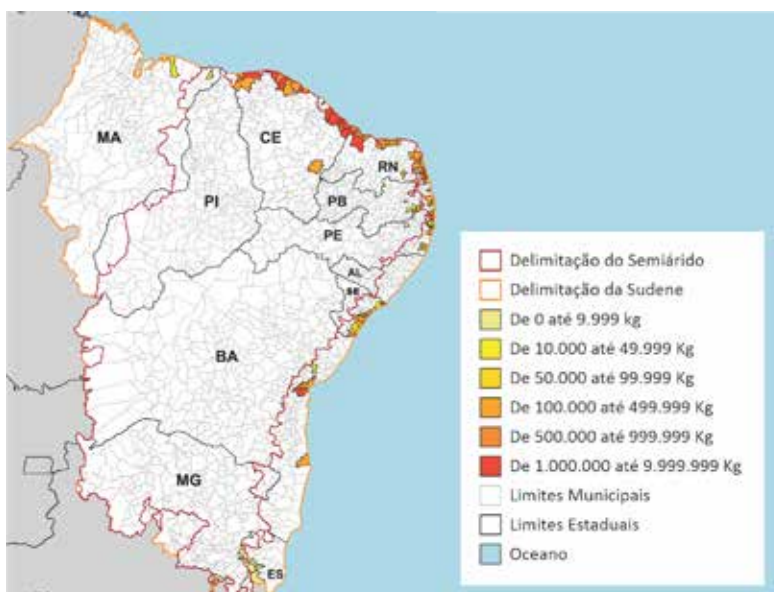 MA
CE
RN
PI
PB
PE
AL
SE
BA
MG
ES
Delimitação do Semiárido
Delimitação da Sudene
De 0 até 9.999 kg
De 10.000 até 49.999 Kg
De 50.000 até 99.999 Kg
De 100.000 até 499.999 Kg
De 500.000 até 999.999 Kg
De 1.000.000 até 9.999.999 Kg
Limites Municipais
Limites Estaduais
Oceano